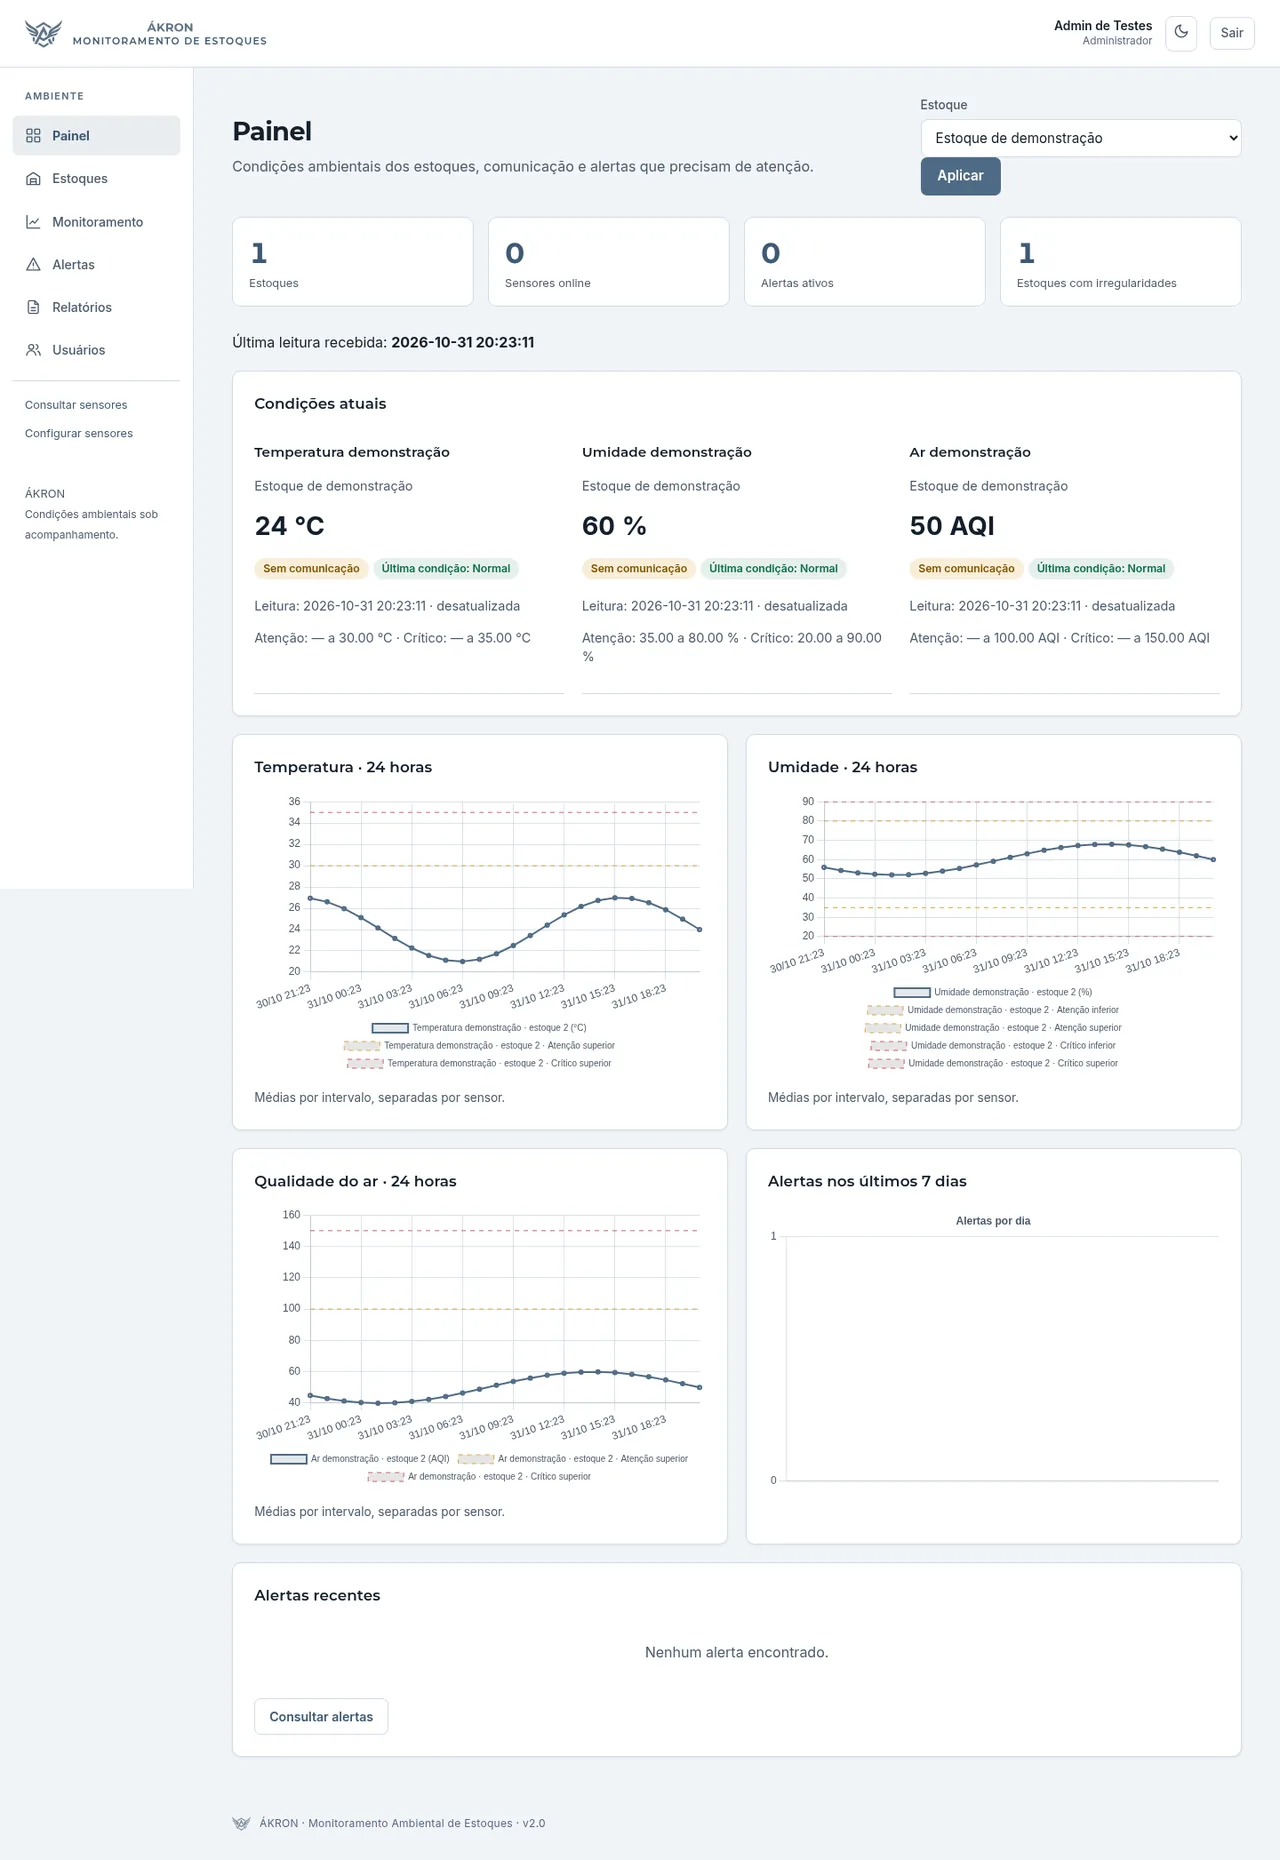 ÁKRON
MONITORAMENTO DE ESTOQUES
Admin de Testes
Administrador
Sair
AMBIENTE
Painel
Estoques
Monitoramento
Alertas
Relatórios
Usuários
Consultar sensores
Configurar sensores
ÁKRON
Condições ambientais sob
acompanhamento.
Painel
Condições ambientais dos estoques, comunicação e alertas que precisam de atenção.
Estoque
Estoque de demonstração
Aplicar
1
Estoques
0
Sensores online
0
Alertas ativos
1
Estoques com irregularidades
Última leitura recebida: 2026-10-31 20:23:11
Condições atuais
Temperatura demonstração
Estoque de demonstração
24 °C
Sem comunicação Última condição: Normal
Leitura: 2026-10-31 20:23:11 · desatualizada
Atenção: — a 30.00 °C · Crítico: — a 35.00 °C
Umidade demonstração
Estoque de demonstração
60 %
Sem comunicação Última condição: Normal
Leitura: 2026-10-31 20:23:11 · desatualizada
Atenção: 35.00 a 80.00 % · Crítico: 20.00 a 90.00
%
Ar demonstração
Estoque de demonstração
50 AQI
Sem comunicação Última condição: Normal
Leitura: 2026-10-31 20:23:11 · desatualizada
Atenção: — a 100.00 AQI · Crítico: — a 150.00 AQI
Temperatura · 24 horas
36
34
32
30
28
26
24
22
20
30/10 21:23 31/10 00:23 31/10 03:23 31/10 06:23 31/10 09:23 31/10 12:23 31/10 15:23 31/10 18:23
Temperatura demonstração · estoque 2 (°C)
Temperatura demonstração · estoque 2 · Atenção superior
Temperatura demonstração · estoque 2 · Crítico superior
Médias por intervalo, separadas por sensor.
Umidade · 24 horas
90
80
70
60
50
40
30
20
30/10 21:23 31/10 00:23 31/10 03:23 31/10 06:23 31/10 09:23 31/10 12:23 31/10 15:23 31/10 18:23
Umidade demonstração · estoque 2 (%)
Umidade demonstração · estoque 2 · Atenção inferior
Umidade demonstração · estoque 2 · Atenção superior
Umidade demonstração · estoque 2 · Crítico inferior
Umidade demonstração · estoque 2 · Crítico superior
Médias por intervalo, separadas por sensor.
Qualidade do ar · 24 horas
160
140
120
100
80
60
40
30/10 21:23 31/10 00:23 31/10 03:23 31/10 06:23 31/10 09:23 31/10 12:23 31/10 15:23 31/10 18:23
Ar demonstração · estoque 2 (AQI) Ar demonstração · estoque 2 · Atenção superior
Ar demonstração · estoque 2 · Crítico superior
Médias por intervalo, separadas por sensor.
Alertas nos últimos 7 dias
Alertas por dia
1
0
Alertas recentes
Nenhum alerta encontrado.
Consultar alertas
ÁKRON · Monitoramento Ambiental de Estoques · v2.0